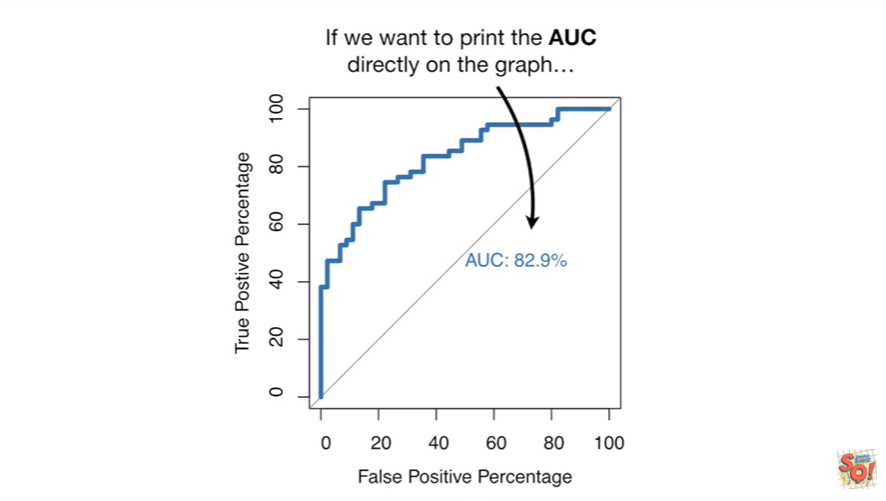 If we want to print the AUC
directly on the graph...
100
80
60
40
20
0
True Postive Percentage
AUC: 82.9%
0 20 40 60 80 100
False Positive Percentage
SQ!